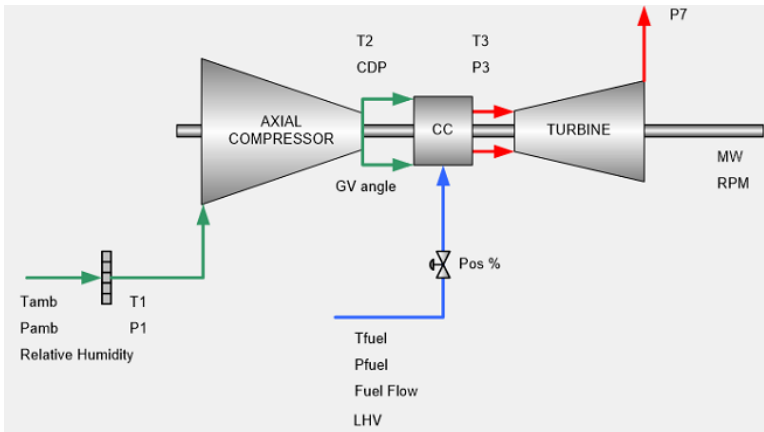 P7
T2
T3
CDP
P3
AXIAL
COMPRESSOR
CC
TURBINE
MW
GV angle
RPM
Pos %
Tamb
T1
Pamb
P1
Relative Humidity
Tfuel
Pfuel
Fuel Flow
LHV